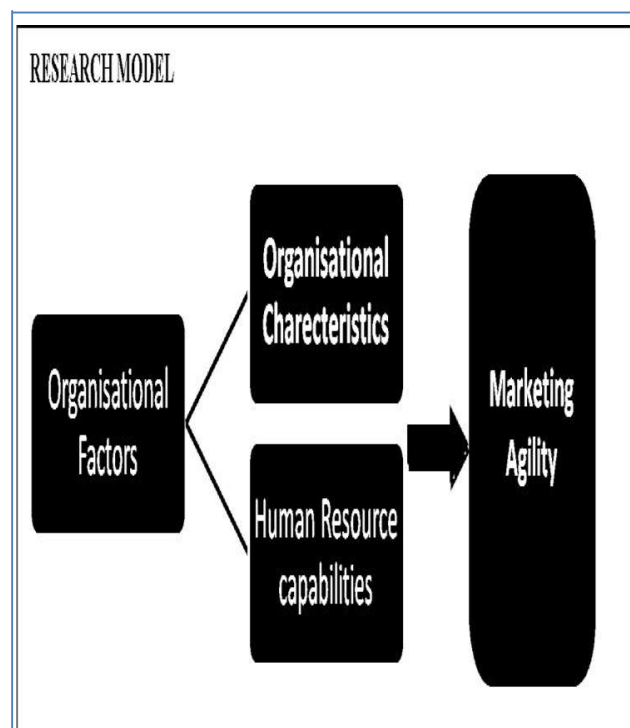 RESEARCH MODEL
Organisational
Factors
Organisational
Charecteristics
Human Resource
capabilities
Marketing
Agility